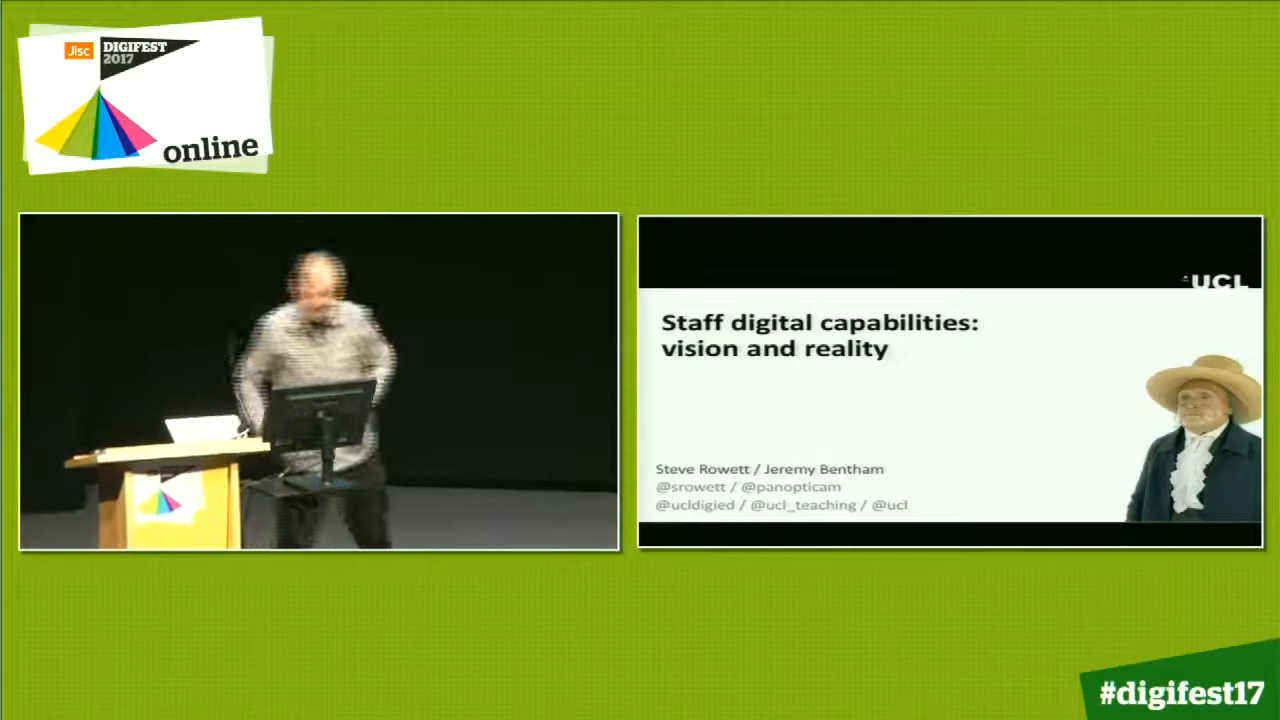 Jisc DIGIFEST
2017
online
UCL
Staff digital capabilities:
vision and reality
Steve Rowett / Jeremy Bentham
@srowett / @panopticam
@ucldigied / @ucl_teaching / @ucl
#digifest17